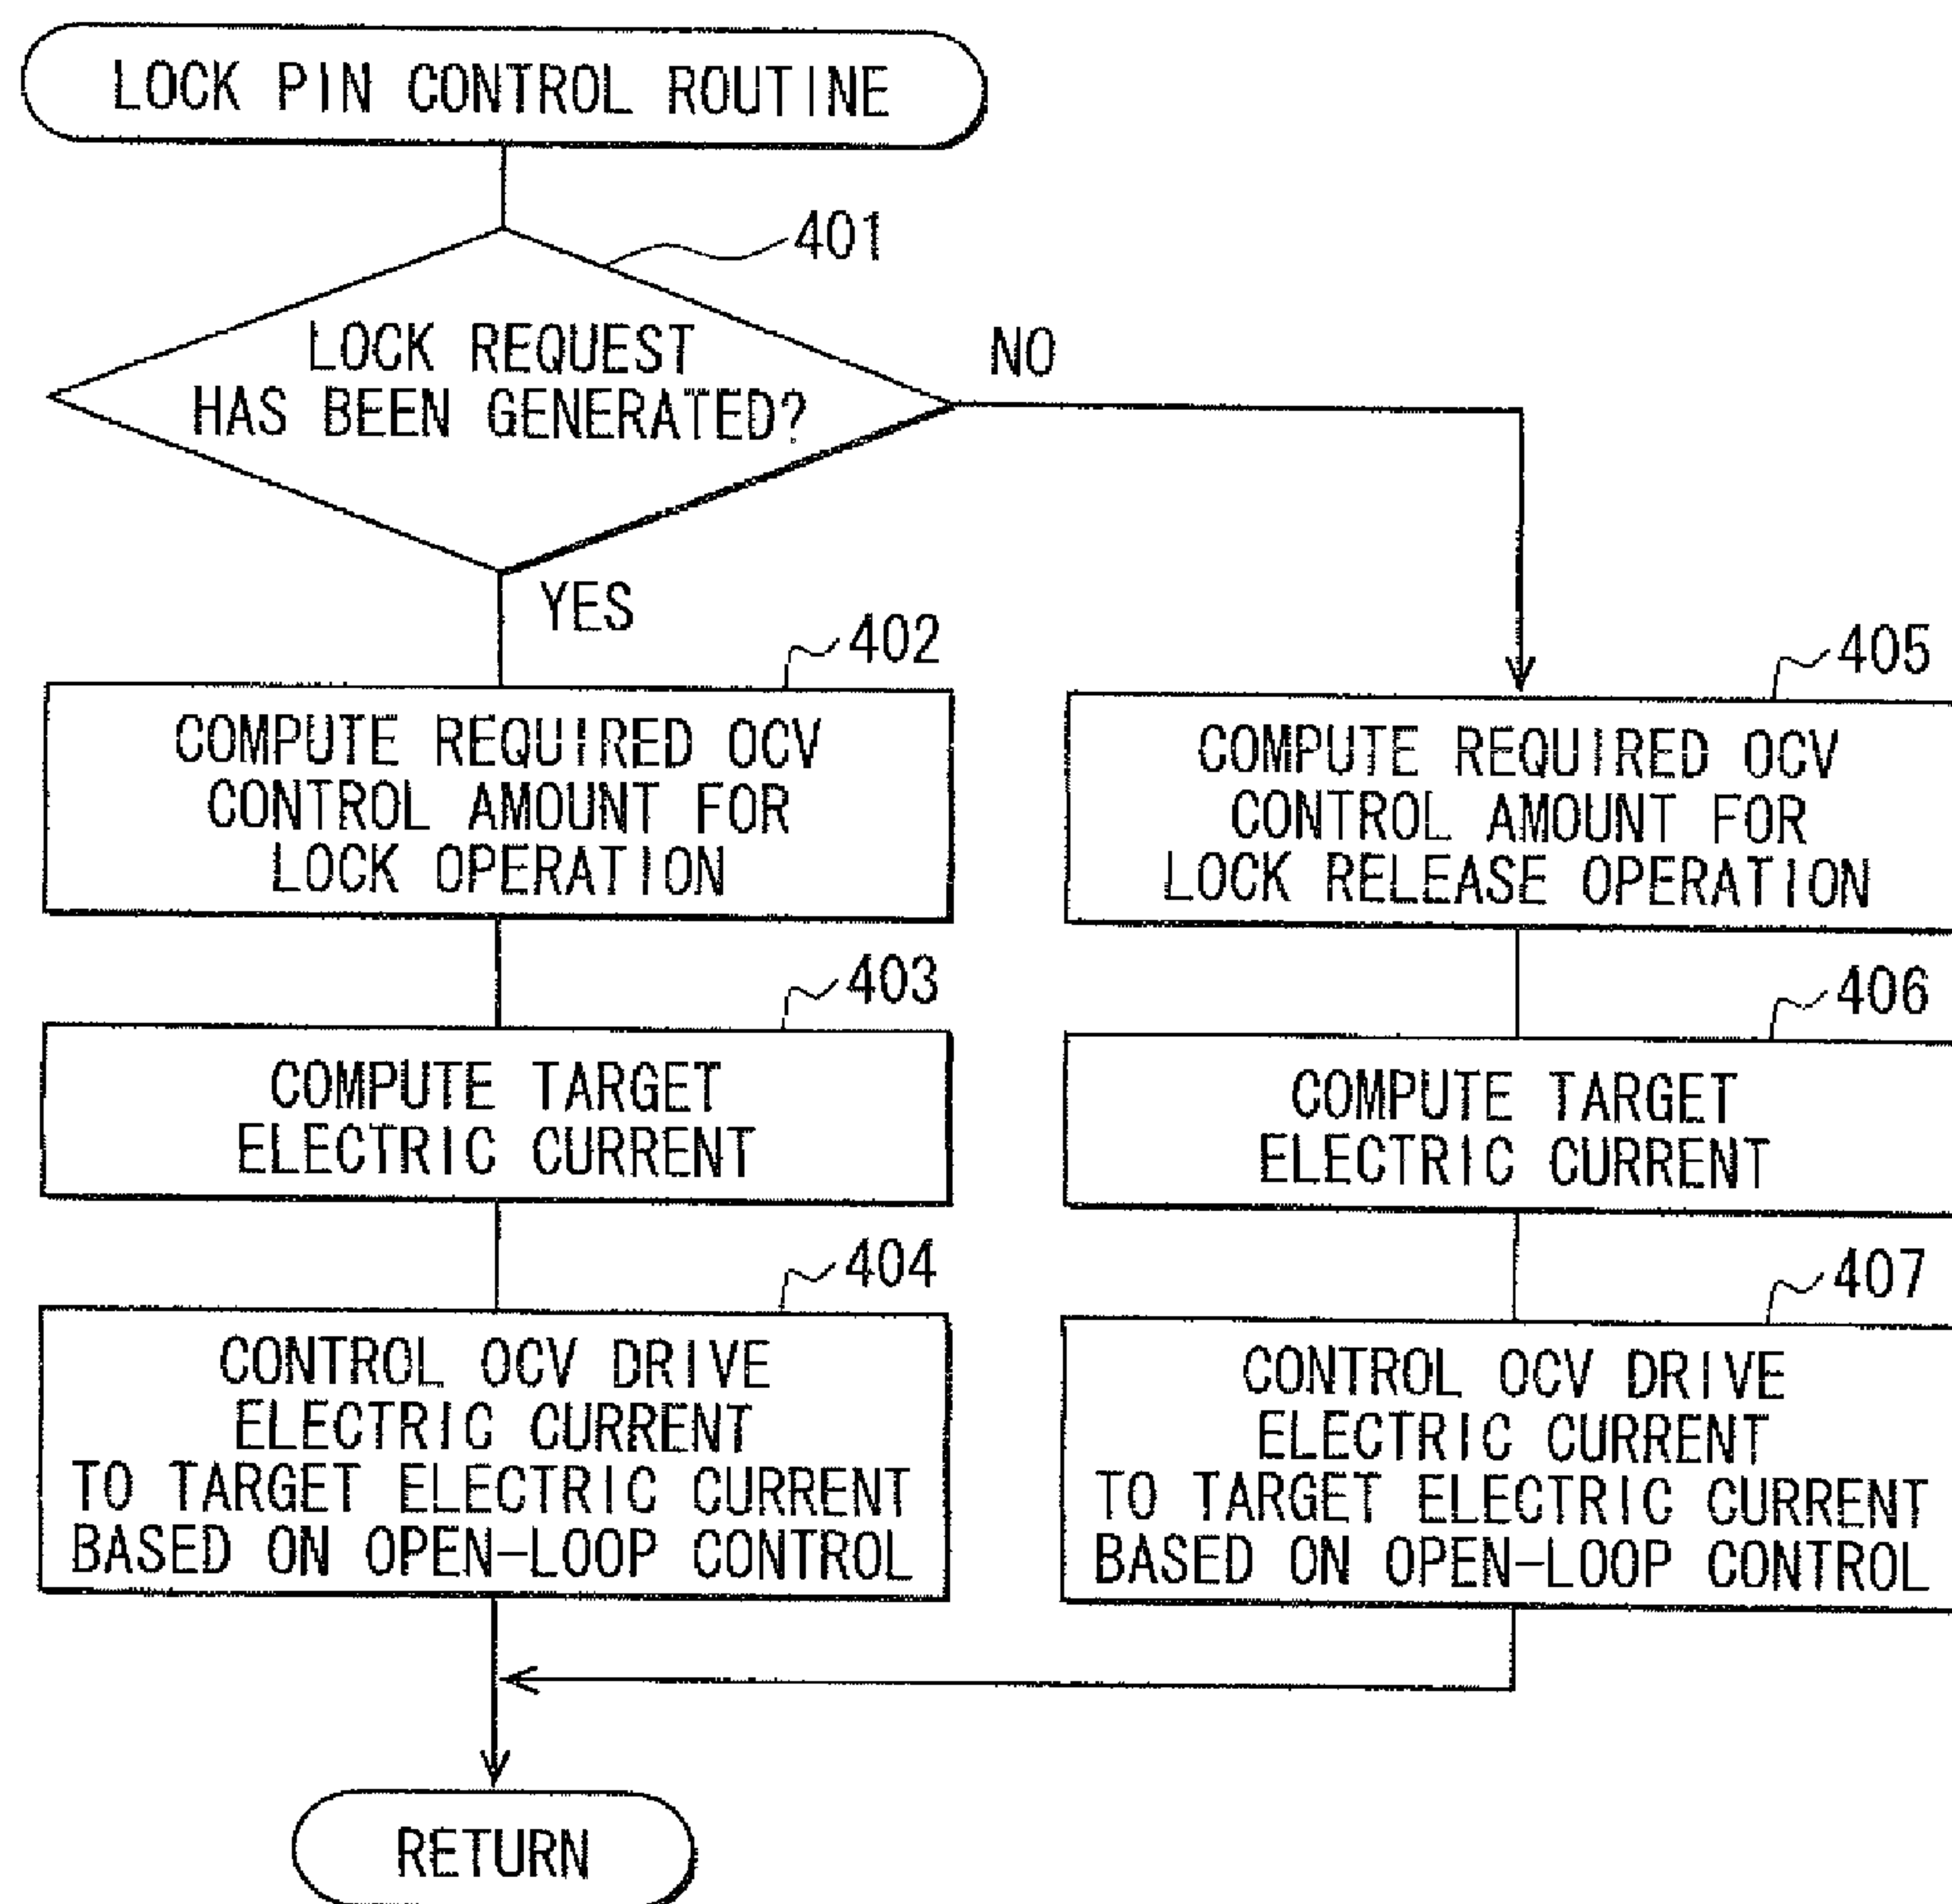 LOCK PIN CONTROL ROUTINE
401
LOCK REQUEST
HAS BEEN GENERATED?
NO
YES
402
COMPUTE REQUIRED OCV
CONTROL AMOUNT FOR
LOCK OPERATION
403
COMPUTE TARGET
ELECTRIC CURRENT
404
CONTROL OCV DRIVE
ELECTRIC CURRENT
TO TARGET ELECTRIC CURRENT
BASED ON OPEN-LOOP CONTROL
405
COMPUTE REQUIRED OCV
CONTROL AMOUNT FOR
LOCK RELEASE OPERATION
406
COMPUTE TARGET
ELECTRIC CURRENT
407
CONTROL OCV DRIVE
ELECTRIC CURRENT
TO TARGET ELECTRIC CURRENT
BASED ON OPEN-LOOP CONTROL
RETURN